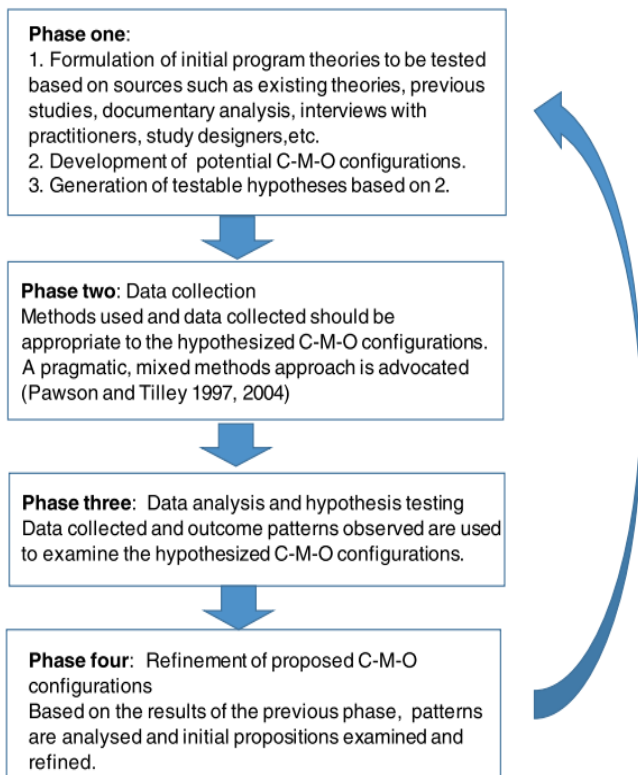 Phase one:
1. Formulation of initial program theories to be tested
based on sources such as existing theories, previous
studies, documentary analysis, interviews with
practitioners, study designers,etc.
2. Development of potential C-M-O configurations.
3. Generation of testable hypotheses based on 2.
Phase two: Data collection
Methods used and data collected should be
appropriate to the hypothesized C-M-O configurations.
A pragmatic, mixed methods approach is advocated
(Pawson and Tilley 1997, 2004)
Phase three: Data analysis and hypothesis testing
Data collected and outcome patterns observed are used
to examine the hypothesized C-M-O configurations.
Phase four: Refinement of proposed C-M-O
configurations
Based on the results of the previous phase, patterns
are analysed and initial propositions examined and
refined.